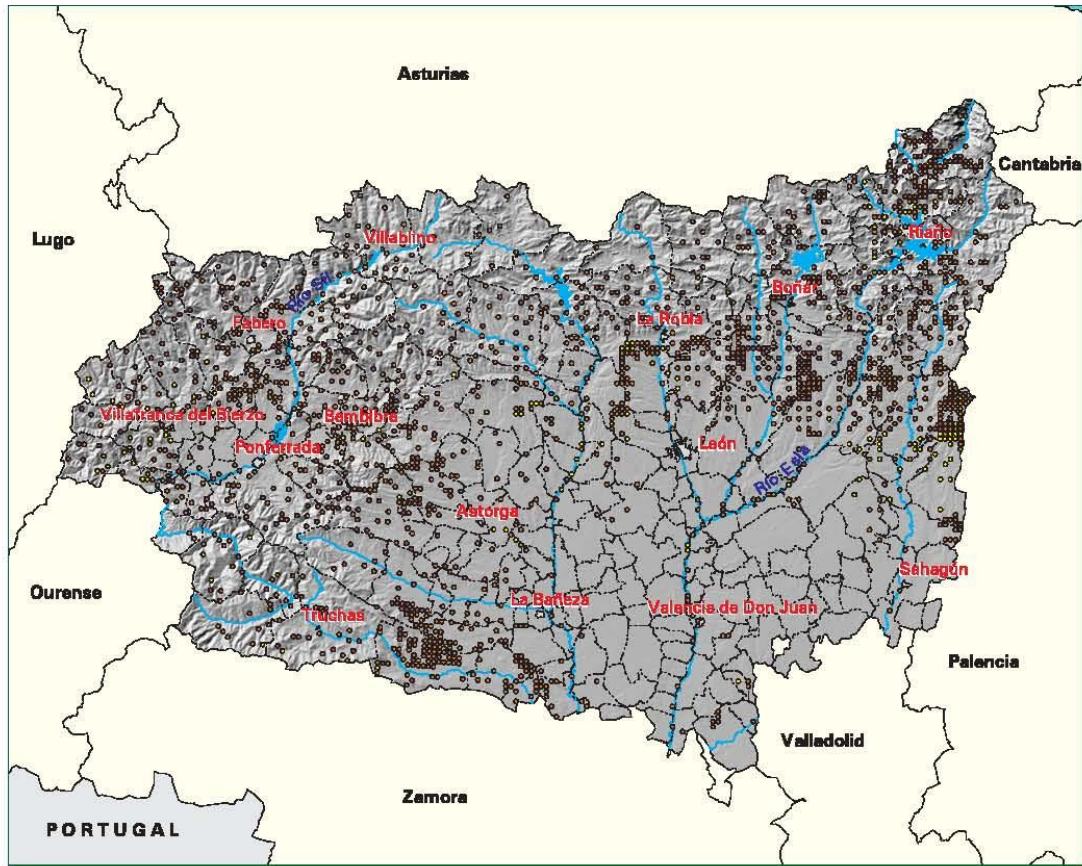 Asturias
Cantabria
Lugo
Riaño
Villablino
Boñar
Río Sil
La Robla
Fabero
Villafranca del Bierzo
Bembibre
Ponferrada
León
Río Esla
Astorga
Sahagún
Ourense
La Bañeza
Valencia de Don Juan
Truchas
Palencia
Valladolid
Zamora
PORTUGAL